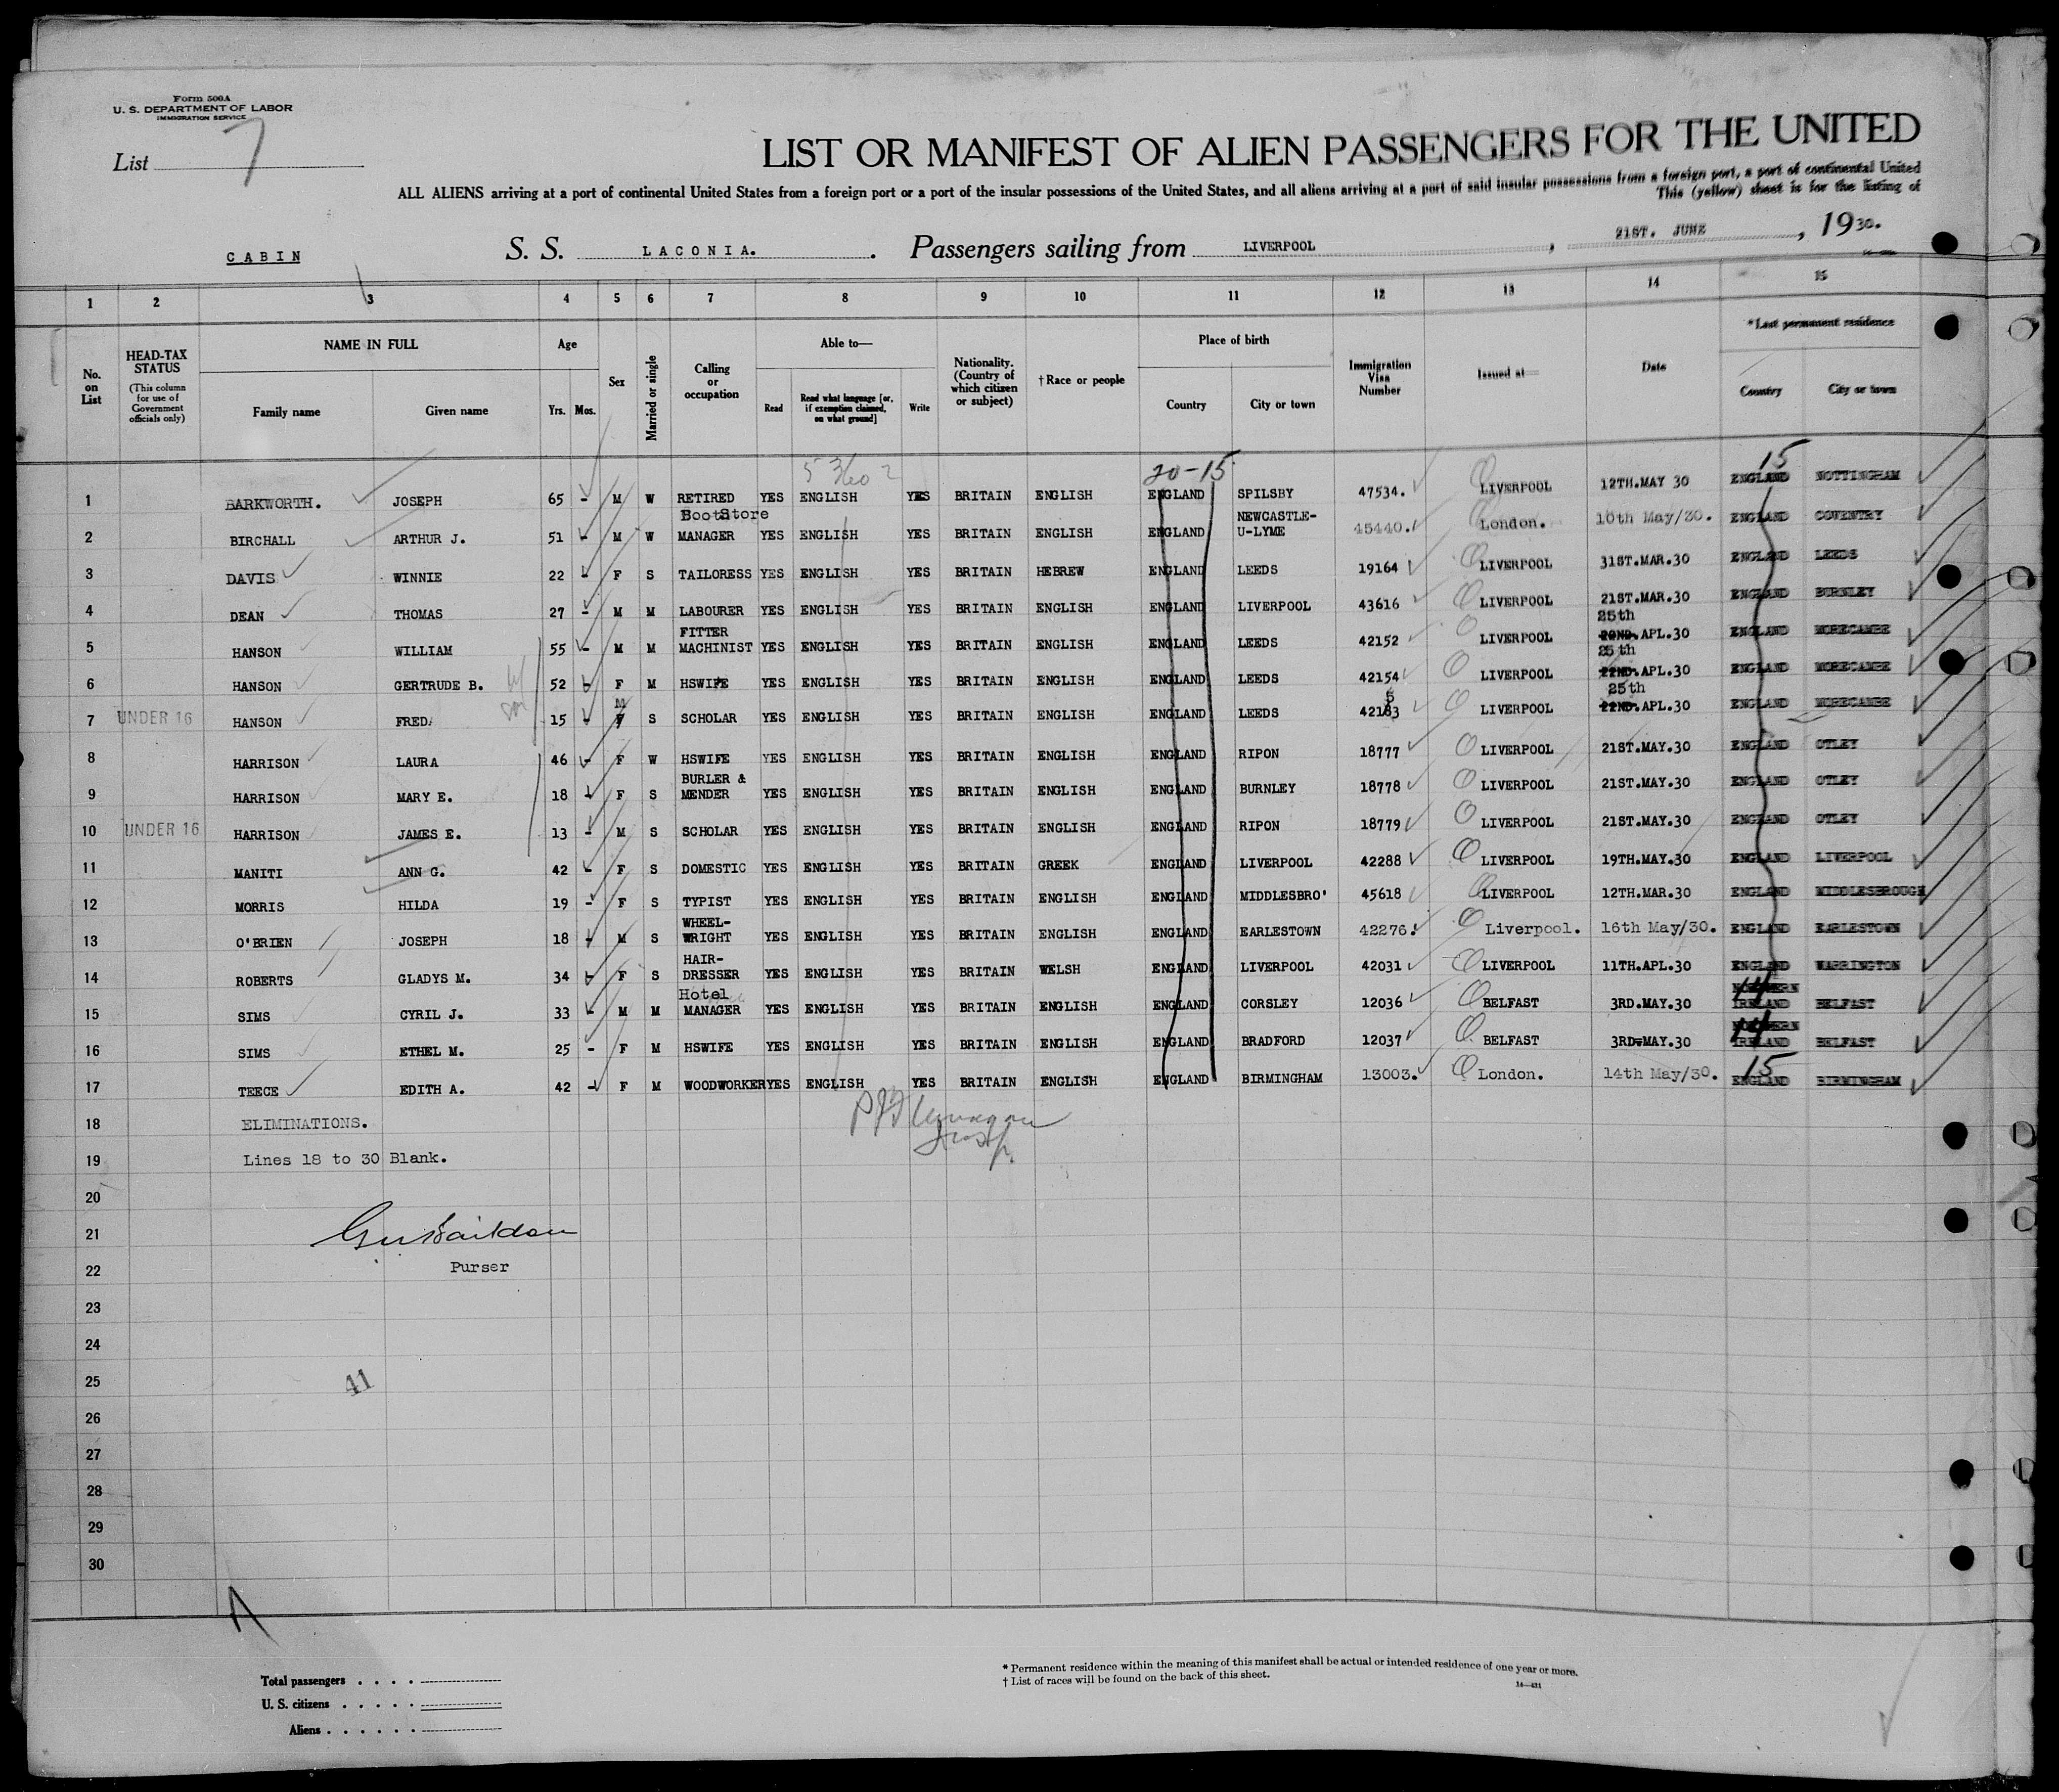 Form 500A
U. S. DEPARTMENT OF LABOR
IMMIGRATION SERVICE
List 7
LIST OR MANIFEST OF ALIEN PASSENGERS FOR THE UNITED
ALL ALIENS arriving at a port of continental United States from a foreign port or a port of the insular possessions of the United States, and all aliens arriving at a port of said insular possessions from a foreign port, a port of continental United
This (yellow) sheet is for the listing of
CABIN S. S. LACONIA. . Passengers sailing from LIVERPOOL , 21ST. JUNE , 1930.
1 2 3 4 5 6 7 8 9 10 11 12 13 14 15
No. on List
HEAD-TAX STATUS (This column for use of Government officials only)
NAME IN FULL Family name Given name
Age Yrs. Mos.
Sex
Married or single
Calling or occupation
Able to— Read Read what language [or, if exemption claimed, on what ground] Write
Nationality. (Country of which citizen or subject)
† Race or people
Place of birth Country City or town
Immigration Visa Number
Issued at—
Date
*Last permanent residence Country City or town
20-15 15
1 BARKWORTH. JOSEPH 65 - M W RETIRED YES ENGLISH YES BRITAIN ENGLISH ENGLAND SPILSBY 47534. LIVERPOOL 12TH.MAY 30 ENGLAND NOTTINGHAM
2 BIRCHALL ARTHUR J. 51 - M W Boot Store MANAGER YES ENGLISH YES BRITAIN ENGLISH ENGLAND NEWCASTLE-U-LYME 45440. London. 10th May/30. ENGLAND COVENTRY
3 DAVIS WINNIE 22 - F S TAILORESS YES ENGLISH YES BRITAIN HEBREW ENGLAND LEEDS 19164 LIVERPOOL 31ST.MAR.30 ENGLAND LEEDS
4 DEAN THOMAS 27 - M M LABOURER YES ENGLISH YES BRITAIN ENGLISH ENGLAND LIVERPOOL 43616 LIVERPOOL 21ST.MAR.30 ENGLAND BURNLEY
5 HANSON WILLIAM 55 - M M FITTER MACHINIST YES ENGLISH YES BRITAIN ENGLISH ENGLAND LEEDS 42152 LIVERPOOL 25th 22ND.APL.30 ENGLAND MORECAMBE
6 HANSON GERTRUDE B. 52 - F M HSWIFE YES ENGLISH YES BRITAIN ENGLISH ENGLAND LEEDS 42154 LIVERPOOL 25th 22ND.APL.30 ENGLAND MORECAMBE
7 UNDER 16 HANSON FRED. 15 - M F S SCHOLAR YES ENGLISH YES BRITAIN ENGLISH ENGLAND LEEDS 42183 5 LIVERPOOL 25th 22ND.APL.30 ENGLAND MORECAMBE
8 HARRISON LAURA 46 - F W HSWIFE YES ENGLISH YES BRITAIN ENGLISH ENGLAND RIPON 18777 LIVERPOOL 21ST.MAY.30 ENGLAND OTLEY
9 HARRISON MARY E. 18 - F S BURLER & MENDER YES ENGLISH YES BRITAIN ENGLISH ENGLAND BURNLEY 18778 LIVERPOOL 21ST.MAY.30 ENGLAND OTLEY
10 UNDER 16 HARRISON JAMES E. 13 - M S SCHOLAR YES ENGLISH YES BRITAIN ENGLISH ENGLAND RIPON 18779 LIVERPOOL 21ST.MAY.30 ENGLAND OTLEY
11 MANITI ANN G. 42 - F S DOMESTIC YES ENGLISH YES BRITAIN GREEK ENGLAND LIVERPOOL 42288 LIVERPOOL 19TH.MAY.30 ENGLAND LIVERPOOL
12 MORRIS HILDA 19 - F S TYPIST YES ENGLISH YES BRITAIN ENGLISH ENGLAND MIDDLESBRO' 45618 LIVERPOOL 12TH.MAR.30 ENGLAND MIDDLESBROUGH
13 O'BRIEN JOSEPH 18 - M S WHEEL-WRIGHT YES ENGLISH YES BRITAIN ENGLISH ENGLAND EARLESTOWN 42276. Liverpool. 16th May/30. ENGLAND EARLESTOWN
14 ROBERTS GLADYS M. 34 - F S HAIR-DRESSER YES ENGLISH YES BRITAIN WELSH ENGLAND LIVERPOOL 42031 LIVERPOOL 11TH.APL.30 ENGLAND WARRINGTON
15 SIMS CYRIL J. 33 - M M Hotel MANAGER YES ENGLISH YES BRITAIN ENGLISH ENGLAND CORSLEY 12036 BELFAST 3RD.MAY.30 NORTHERN IRELAND 14 BELFAST
16 SIMS ETHEL M. 25 - F M HSWIFE YES ENGLISH YES BRITAIN ENGLISH ENGLAND BRADFORD 12037 BELFAST 3RD.MAY.30 NORTHERN IRELAND 14 BELFAST
17 TEECE EDITH A. 42 - F M WOODWORKER YES ENGLISH YES BRITAIN ENGLISH ENGLAND BIRMINGHAM 13003. London. 14th May/30. 15 ENGLAND BIRMINGHAM
18 ELIMINATIONS.
19 Lines 18 to 30 Blank.
20
21
22 Purser
23
24
25 41
26
27
28
29
30
Total passengers . . . .
U. S. citizens . . . . .
Aliens . . . . . .
* Permanent residence within the meaning of this manifest shall be actual or intended residence of one year or more.
† List of races will be found on the back of this sheet.
14—431